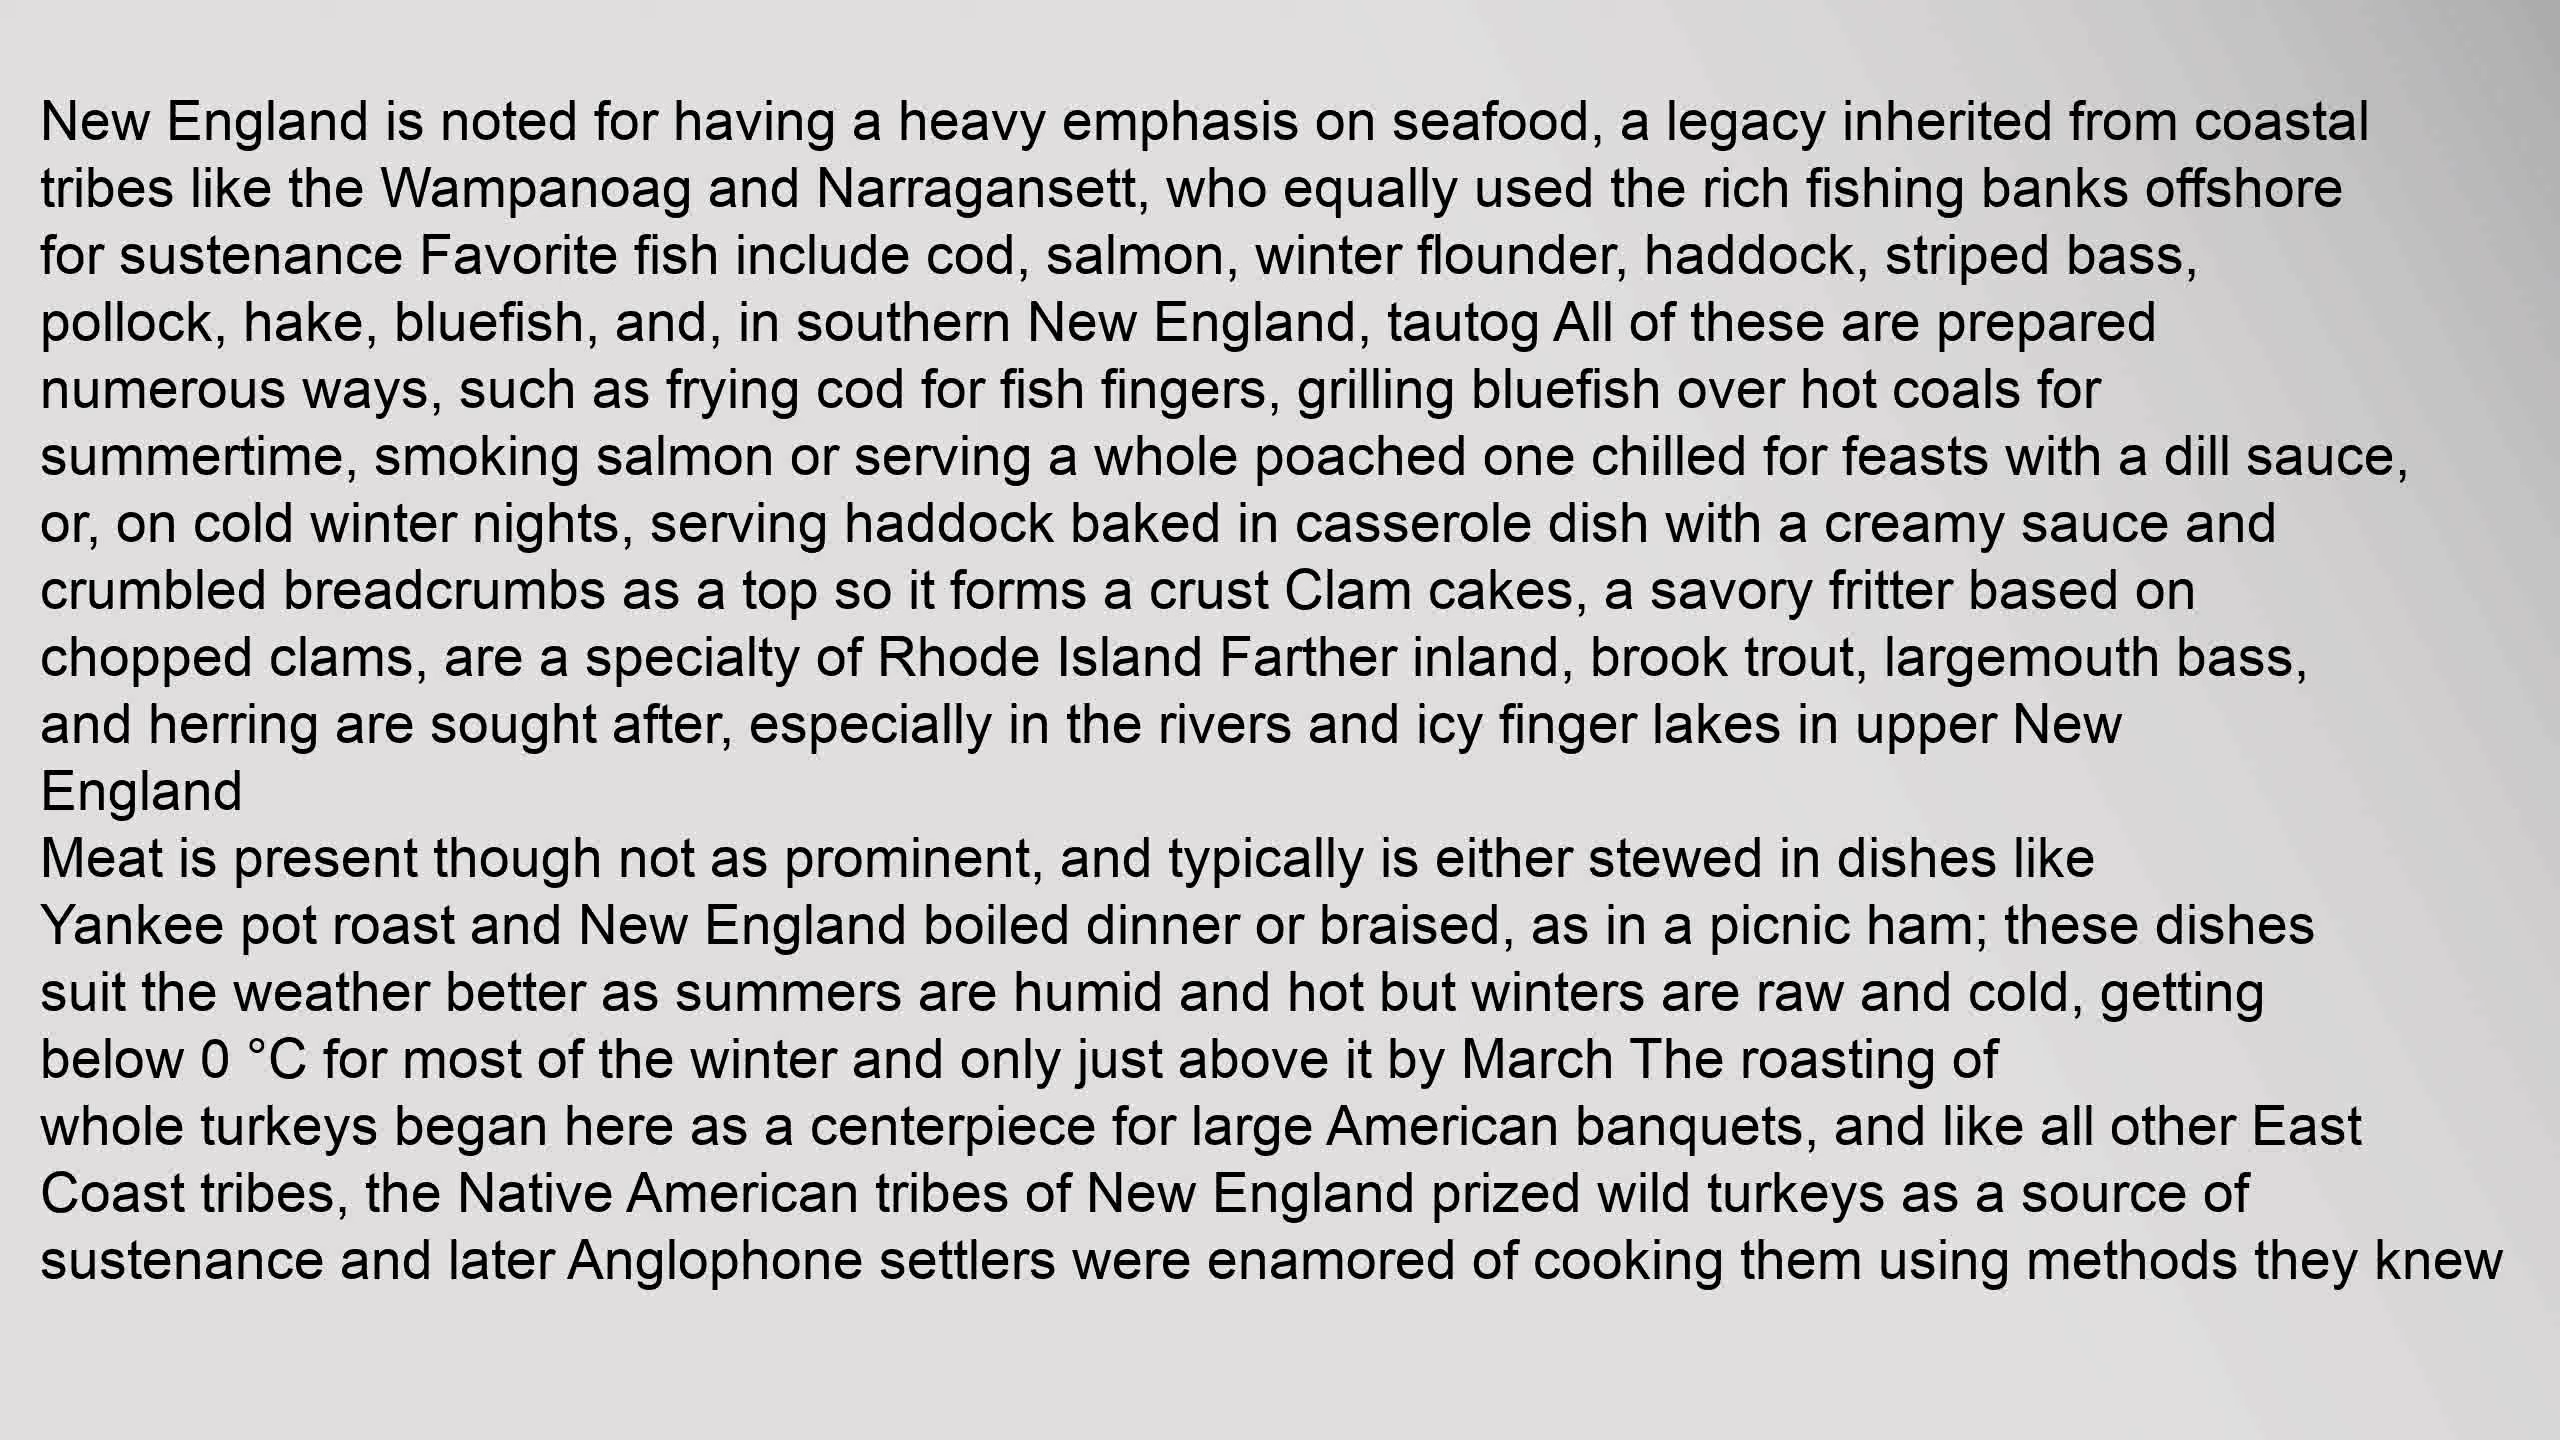 New England is noted for having a heavy emphasis on seafood, a legacy inherited from coastal
tribes like the Wampanoag and Narragansett, who equally used the rich fishing banks offshore
for sustenance Favorite fish include cod, salmon, winter flounder, haddock, striped bass,
pollock, hake, bluefish, and, in southern New England, tautog All of these are prepared
numerous ways, such as frying cod for fish fingers, grilling bluefish over hot coals for
summertime, smoking salmon or serving a whole poached one chilled for feasts with a dill sauce,
or, on cold winter nights, serving haddock baked in casserole dish with a creamy sauce and
crumbled breadcrumbs as a top so it forms a crust Clam cakes, a savory fritter based on
chopped clams, are a specialty of Rhode Island Farther inland, brook trout, largemouth bass,
and herring are sought after, especially in the rivers and icy finger lakes in upper New
England
Meat is present though not as prominent, and typically is either stewed in dishes like
Yankee pot roast and New England boiled dinner or braised, as in a picnic ham; these dishes
suit the weather better as summers are humid and hot but winters are raw and cold, getting
below 0 °C for most of the winter and only just above it by March The roasting of
whole turkeys began here as a centerpiece for large American banquets, and like all other East
Coast tribes, the Native American tribes of New England prized wild turkeys as a source of
sustenance and later Anglophone settlers were enamored of cooking them using methods they knew